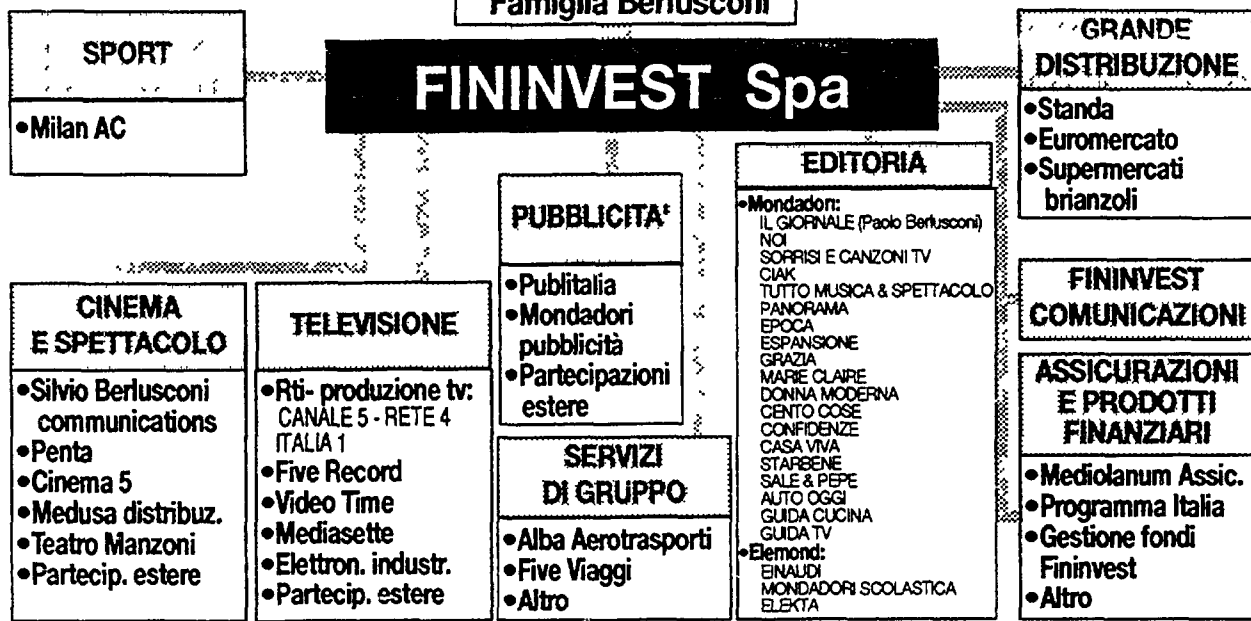 Famiglia Berlusconi
FININVEST Spa
SPORT
•Milan AC
CINEMA
E SPETTACOLO
•Silvio Berlusconi
communications
•Penta
•Cinema 5
•Medusa distribuz.
•Teatro Manzoni
•Partecip. estere
TELEVISIONE
•Rti- produzione tv:
CANALE 5 - RETE 4
ITALIA 1
•Five Record
•Video Time
•Mediasette
•Elettron. industr.
•Partecip. estere
PUBBLICITA'
•Publitalia
•Mondadori
pubblicità
•Partecipazioni
estere
SERVIZI
DI GRUPPO
•Alba Aerotrasporti
•Five Viaggi
•Altro
EDITORIA
•Mondadori:
IL GIORNALE (Paolo Berlusconi)
NOI
SORRISI E CANZONI TV
CIAK
TUTTO MUSICA & SPETTACOLO
PANORAMA
EPOCA
ESPANSIONE
GRAZIA
MARIE CLAIRE
DONNA MODERNA
CENTO COSE
CONFIDENZE
CASA VIVA
STARBENE
SALE & PEPE
AUTO OGGI
GUIDA CUCINA
GUIDA TV
•Elemond:
EINAUDI
MONDADORI SCOLASTICA
ELEKTA
GRANDE
DISTRIBUZIONE
•Standa
•Euromercato
•Supermercati
brianzoli
FININVEST
COMUNICAZIONI
ASSICURAZIONI
E PRODOTTI
FINANZIARI
•Mediolanum Assic.
•Programma Italia
•Gestione fondi
Fininvest
•Altro